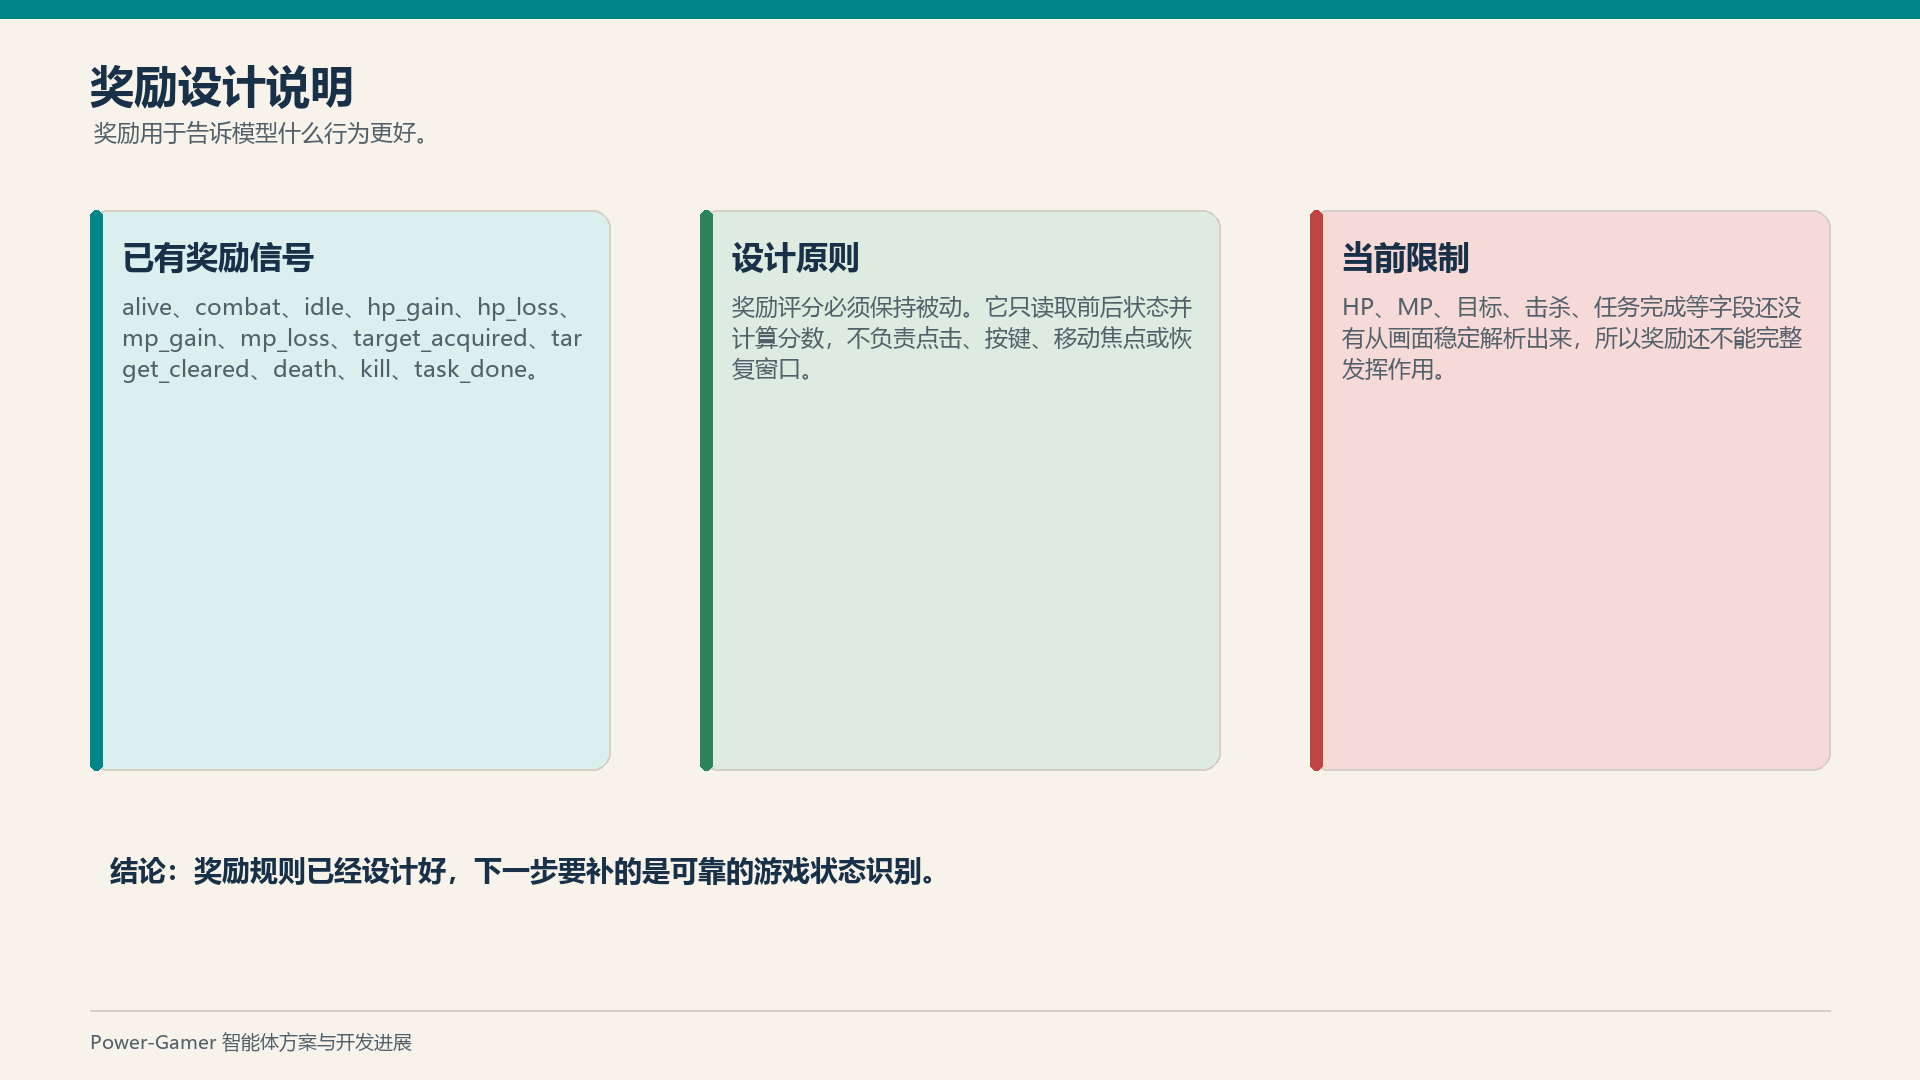 奖励设计说明
奖励用于告诉模型什么行为更好。
已有奖励信号
alive、combat、idle、hp_gain、hp_loss、
mp_gain、mp_loss、target_acquired、tar
get_cleared、death、kill、task_done。
设计原则
奖励评分必须保持被动。它只读取前后状态并
计算分数，不负责点击、按键、移动焦点或恢
复窗口。
当前限制
HP、MP、目标、击杀、任务完成等字段还没
有从画面稳定解析出来，所以奖励还不能完整
发挥作用。
结论：奖励规则已经设计好，下一步要补的是可靠的游戏状态识别。
Power-Gamer 智能体方案与开发进展